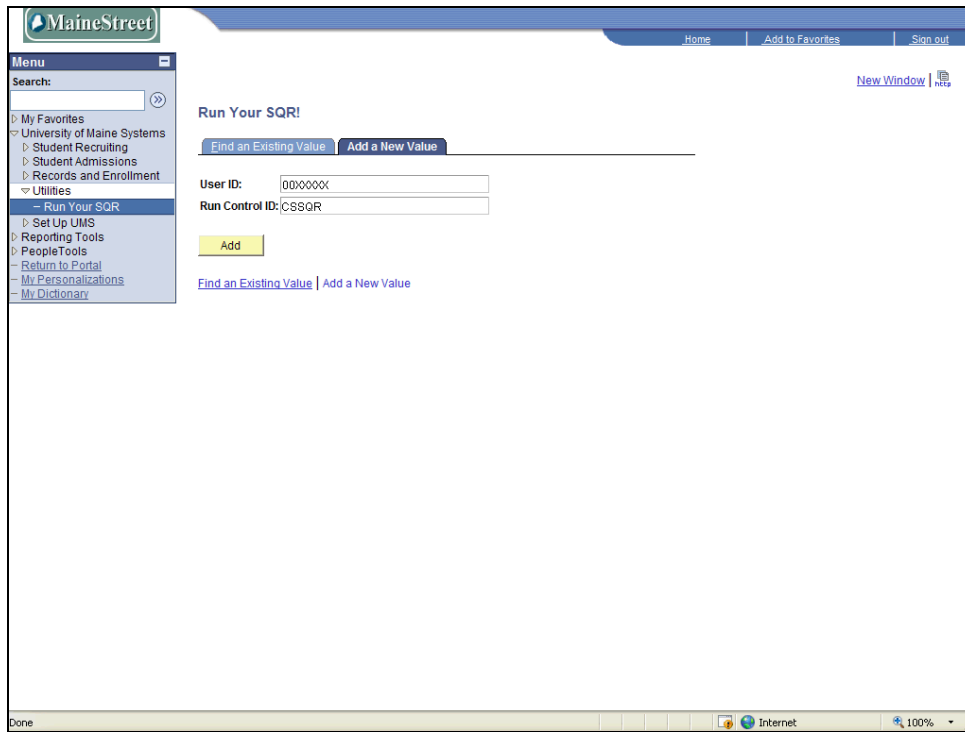 MaineStreet
Home Add to Favorites Sign out
Menu
Search:
My Favorites
University of Maine Systems
Student Recruiting
Student Admissions
Records and Enrollment
Utilities
– Run Your SQR
Set Up UMS
Reporting Tools
PeopleTools
– Return to Portal
– My Personalizations
– My Dictionary
New Window | http
Run Your SQR!
Find an Existing Value Add a New Value
User ID: 00XXXXX
Run Control ID: CSSQR
Add
Find an Existing Value | Add a New Value
Done Internet 100%